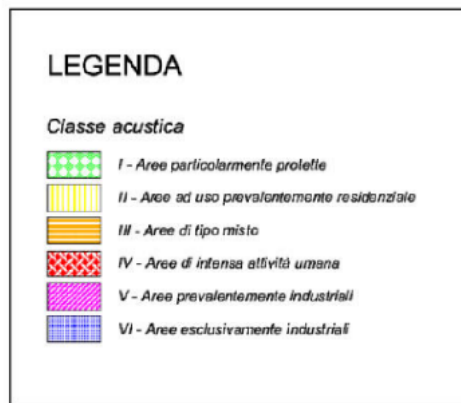 LEGENDA
Classe acustica
I - Aree particolarmente protette
II - Aree ad uso prevalentemente residenziale
III - Aree di tipo misto
IV - Aree di intensa attività umana
V - Aree prevalentemente industriali
VI - Aree esclusivamente industriali